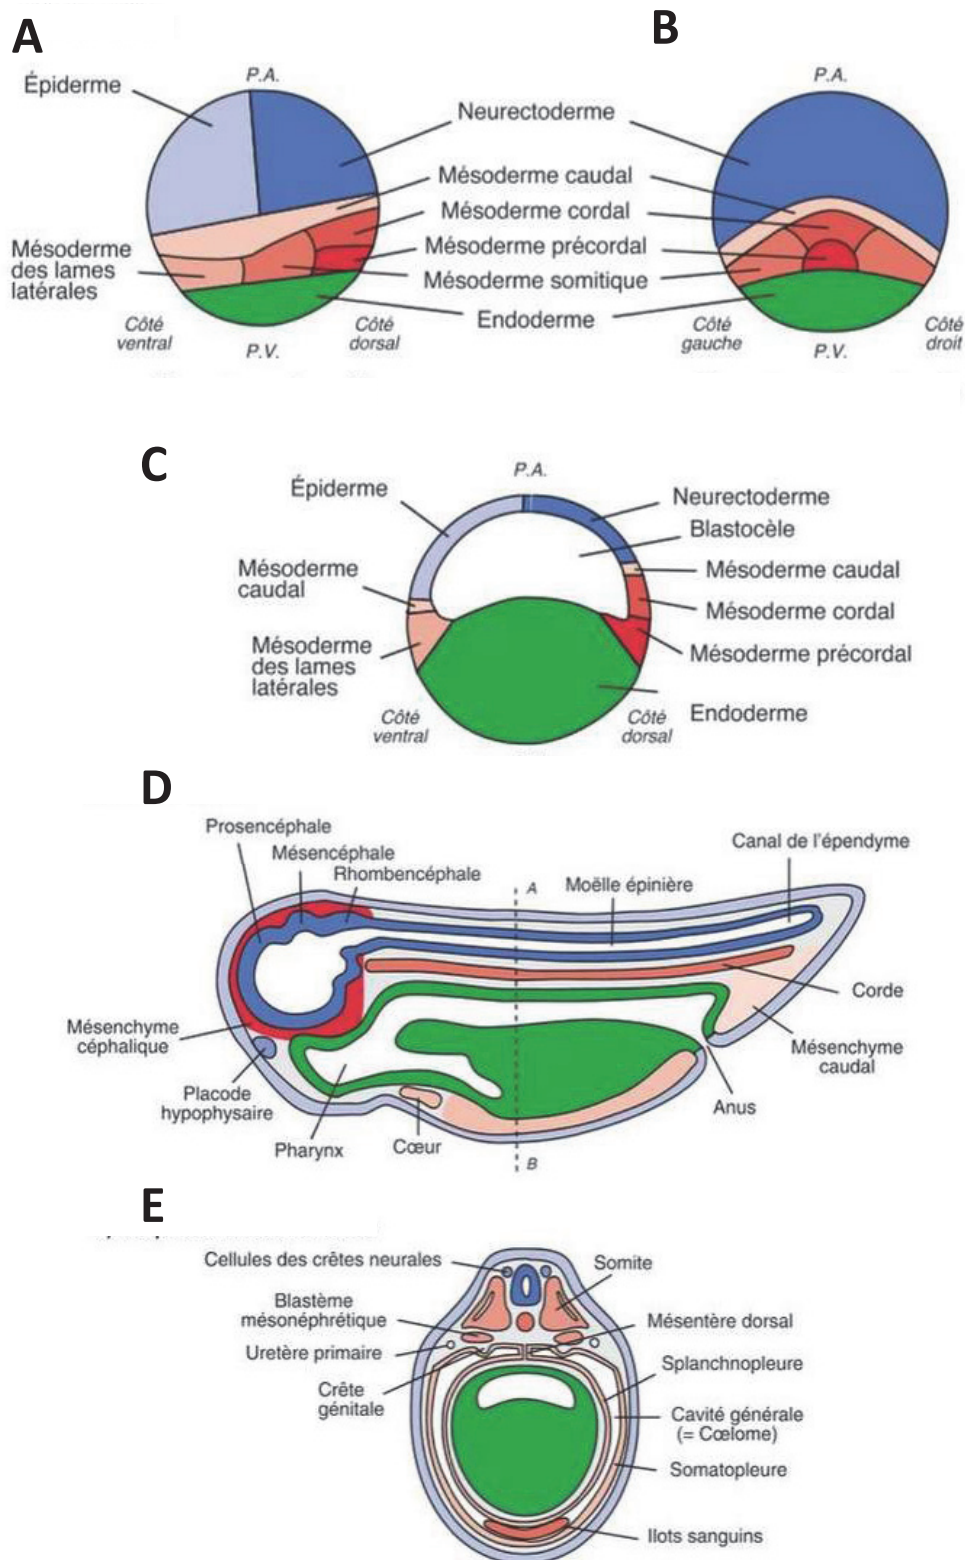 A
B
P.A.
P.A.
Épiderme
Neurectoderme
Mésoderme caudal
Mésoderme cordal
Mésoderme précordal
Mésoderme somitique
Endoderme
Mésoderme
des lames
latérales
Côté
ventral
P.V.
Côté
dorsal
Côté
gauche
P.V.
Côté
droit
C
P.A.
Épiderme
Neurectoderme
Blastocèle
Mésoderme
caudal
Mésoderme caudal
Mésoderme cordal
Mésoderme
des lames
latérales
Mésoderme précordal
Côté
ventral
Côté
dorsal
Endoderme
D
Prosencéphale
Mésencéphale
Rhombencéphale
A
Moëlle épinière
Canal de l'épendyme
Corde
Mésenchyme
céphalique
Mésenchyme
caudal
Placode
hypophysaire
Anus
Pharynx
Cœur
B
E
Cellules des crêtes neurales
Somite
Blastème
mésonéphrétique
Mésentère dorsal
Uretère primaire
Splanchnopleure
Crête
génitale
Cavité générale
(= Cœlome)
Somatopleure
Ilots sanguins